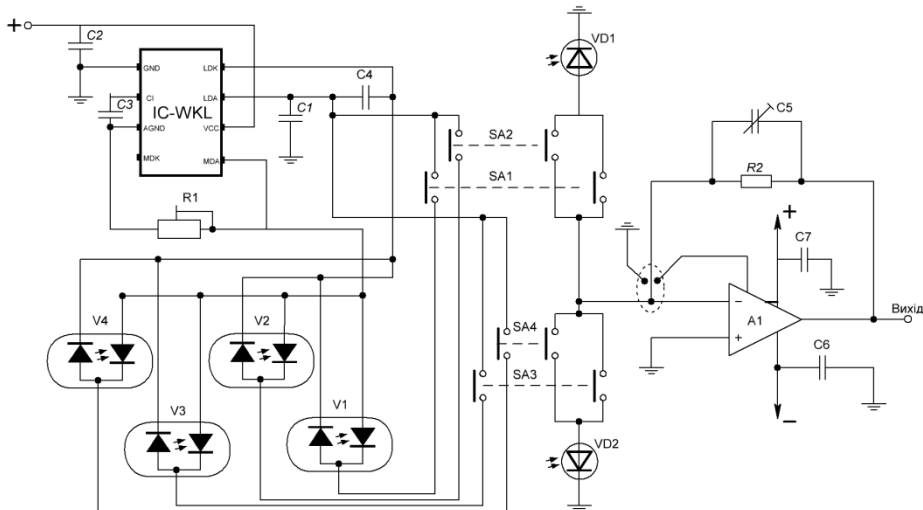 VD1
+
C2
GND
LDK
C4
CI
LDA
C1
C3
IC-WKL
SA2
C5
AGND
VCC
R2
MDK
MDA
SA1
R1
+
C7
−
A1
Вихід
V4
V2
SA4
+
C6
V3
SA3
V1
−
VD2